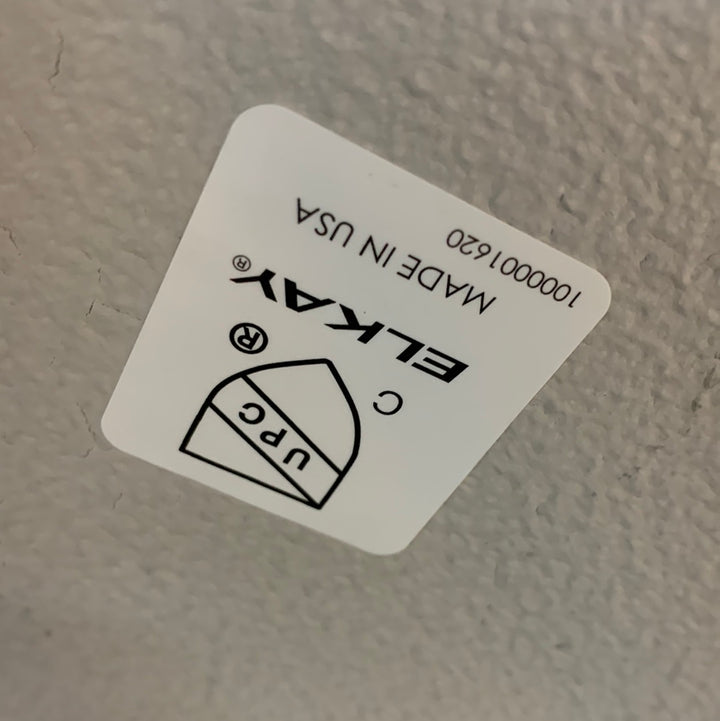 UPC
®
C
ELKAY®
MADE IN USA
1000001620